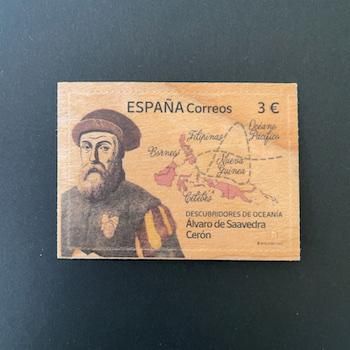 ESPAÑA Correos 3 €
Filipinas
Océano
Pacífico
Borneo
Nueva
Guinea
Célebes
DESCUBRIDORES DE OCEANÍA
Álvaro de Saavedra
Cerón